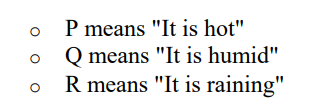 ○ P means "It is hot"
○ Q means "It is humid"
○ R means "It is raining"